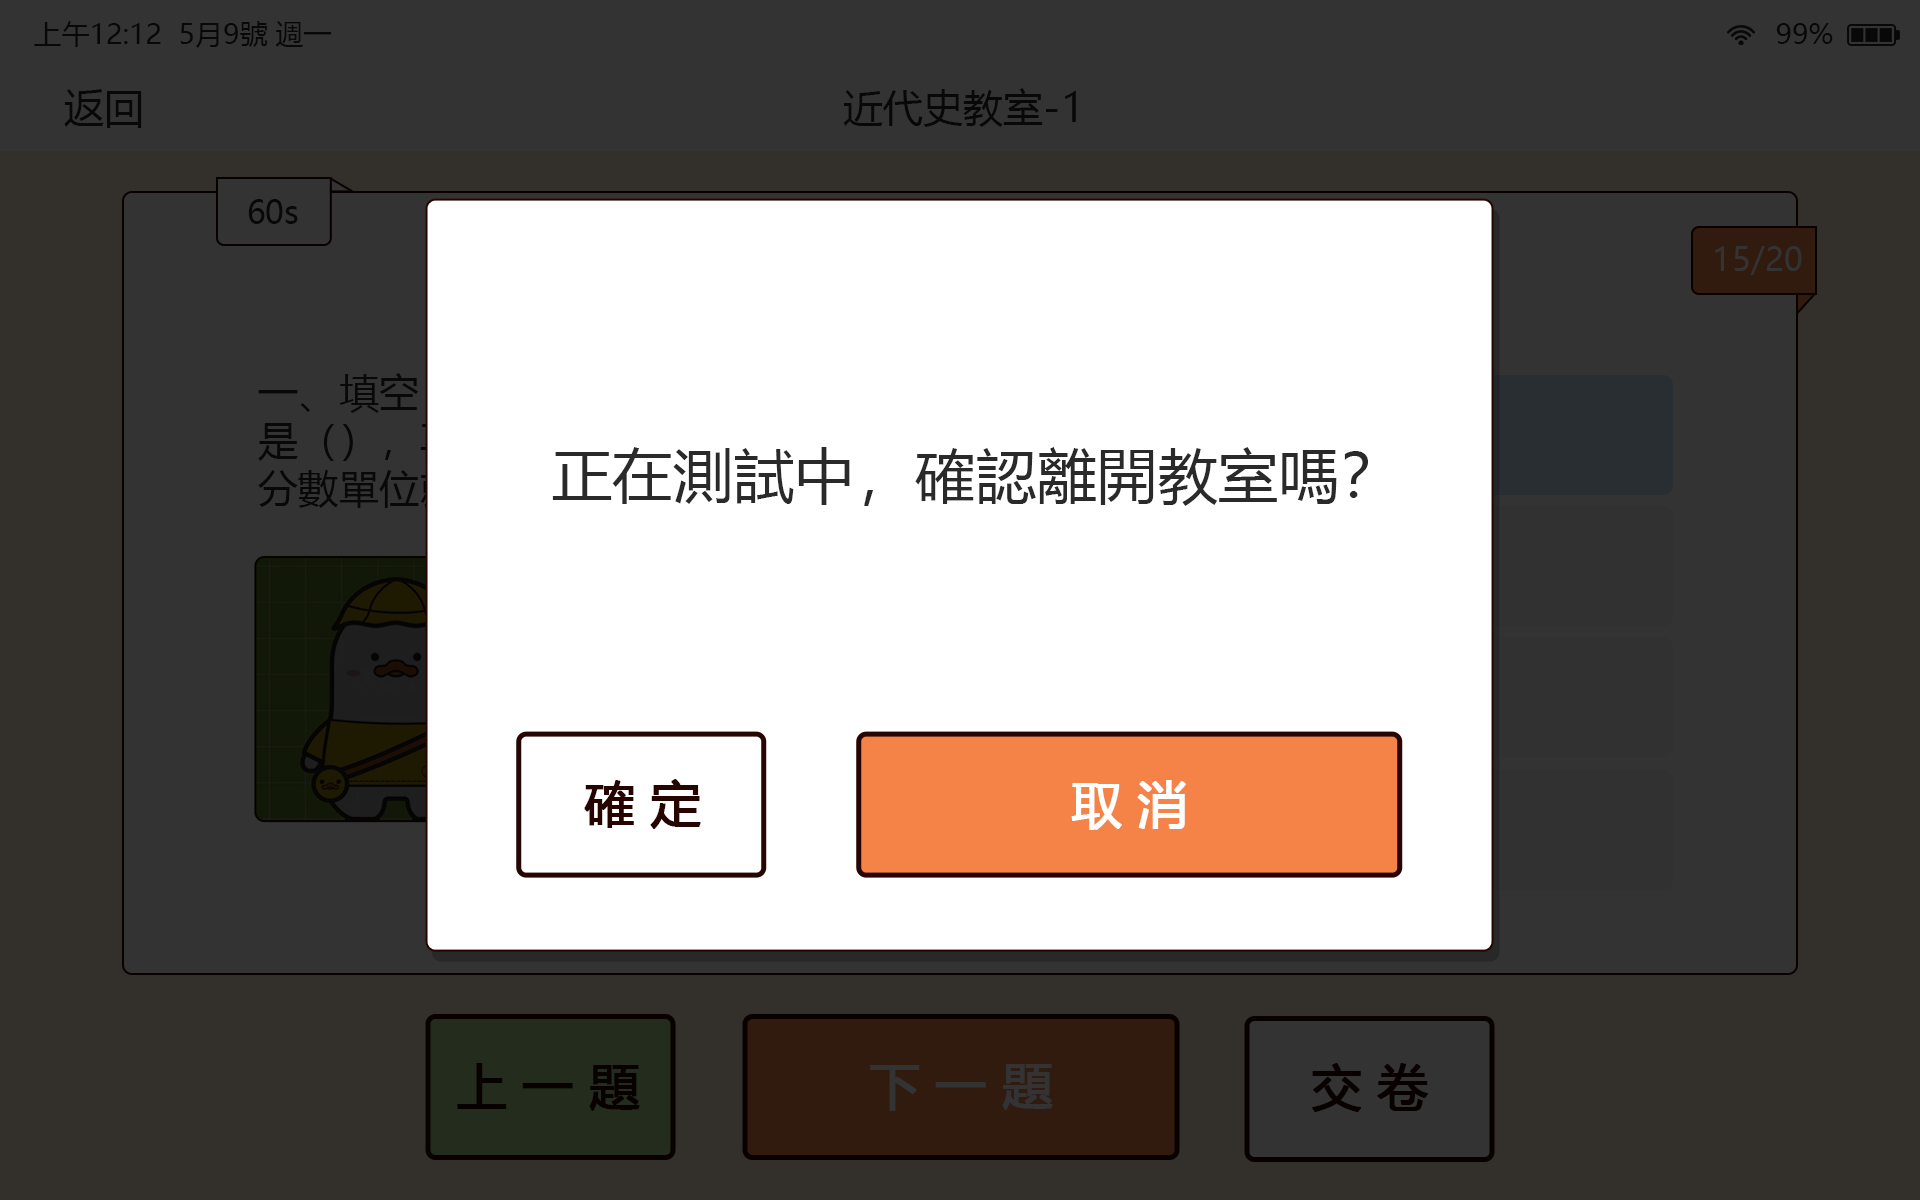 上午12:12 5月9號 週一
99%
返回
近代史教室-1
60s
15/20
一、填空
是（），
分數單位
正在測試中，確認離開教室嗎？
確定
取消
上一題
下一題
交卷